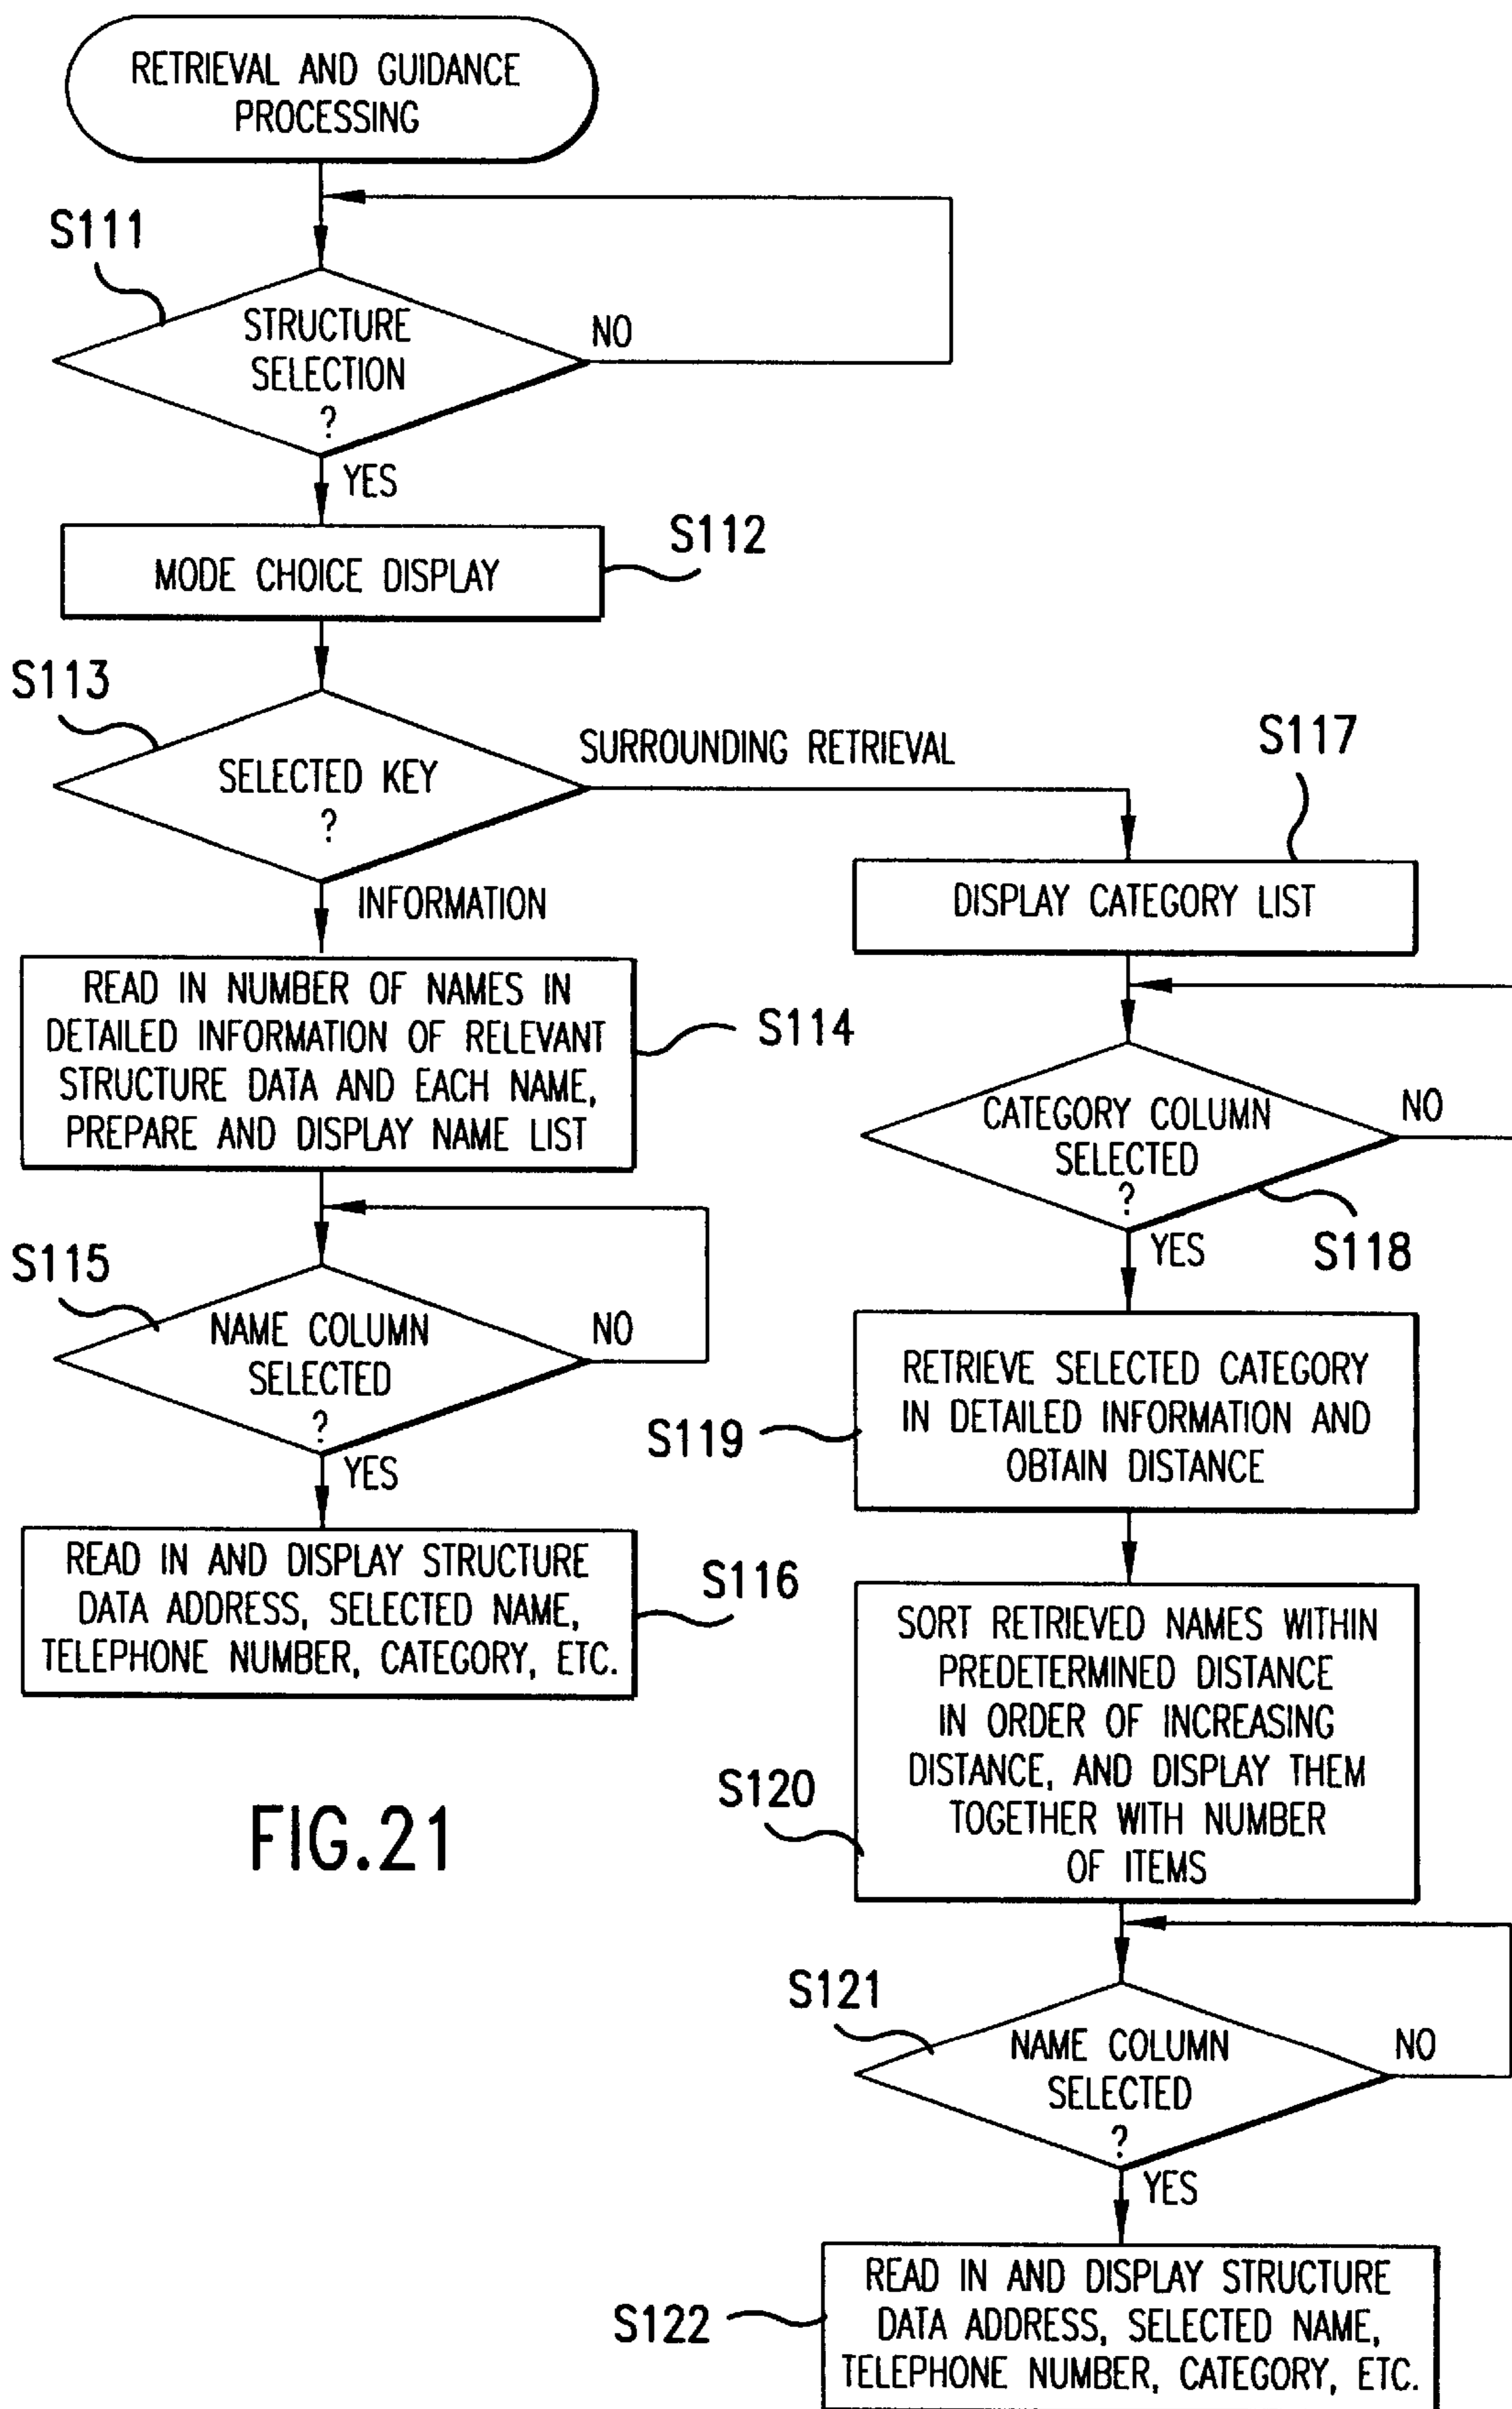 RETRIEVAL AND GUIDANCE
PROCESSING
S111
STRUCTURE
SELECTION
?
NO
YES
S112
MODE CHOICE DISPLAY
S113
SELECTED KEY
?
SURROUNDING RETRIEVAL
INFORMATION
READ IN NUMBER OF NAMES IN
DETAILED INFORMATION OF RELEVANT
STRUCTURE DATA AND EACH NAME,
PREPARE AND DISPLAY NAME LIST
S114
S115
NAME COLUMN
SELECTED
?
NO
YES
READ IN AND DISPLAY STRUCTURE
DATA ADDRESS, SELECTED NAME,
TELEPHONE NUMBER, CATEGORY, ETC.
S116
S117
DISPLAY CATEGORY LIST
CATEGORY COLUMN
SELECTED
?
NO
S118
YES
RETRIEVE SELECTED CATEGORY
IN DETAILED INFORMATION AND
OBTAIN DISTANCE
S119
SORT RETRIEVED NAMES WITHIN
PREDETERMINED DISTANCE
IN ORDER OF INCREASING
DISTANCE, AND DISPLAY THEM
TOGETHER WITH NUMBER
OF ITEMS
S120
S121
NAME COLUMN
SELECTED
?
NO
YES
READ IN AND DISPLAY STRUCTURE
DATA ADDRESS, SELECTED NAME,
TELEPHONE NUMBER, CATEGORY, ETC.
S122
FIG.21